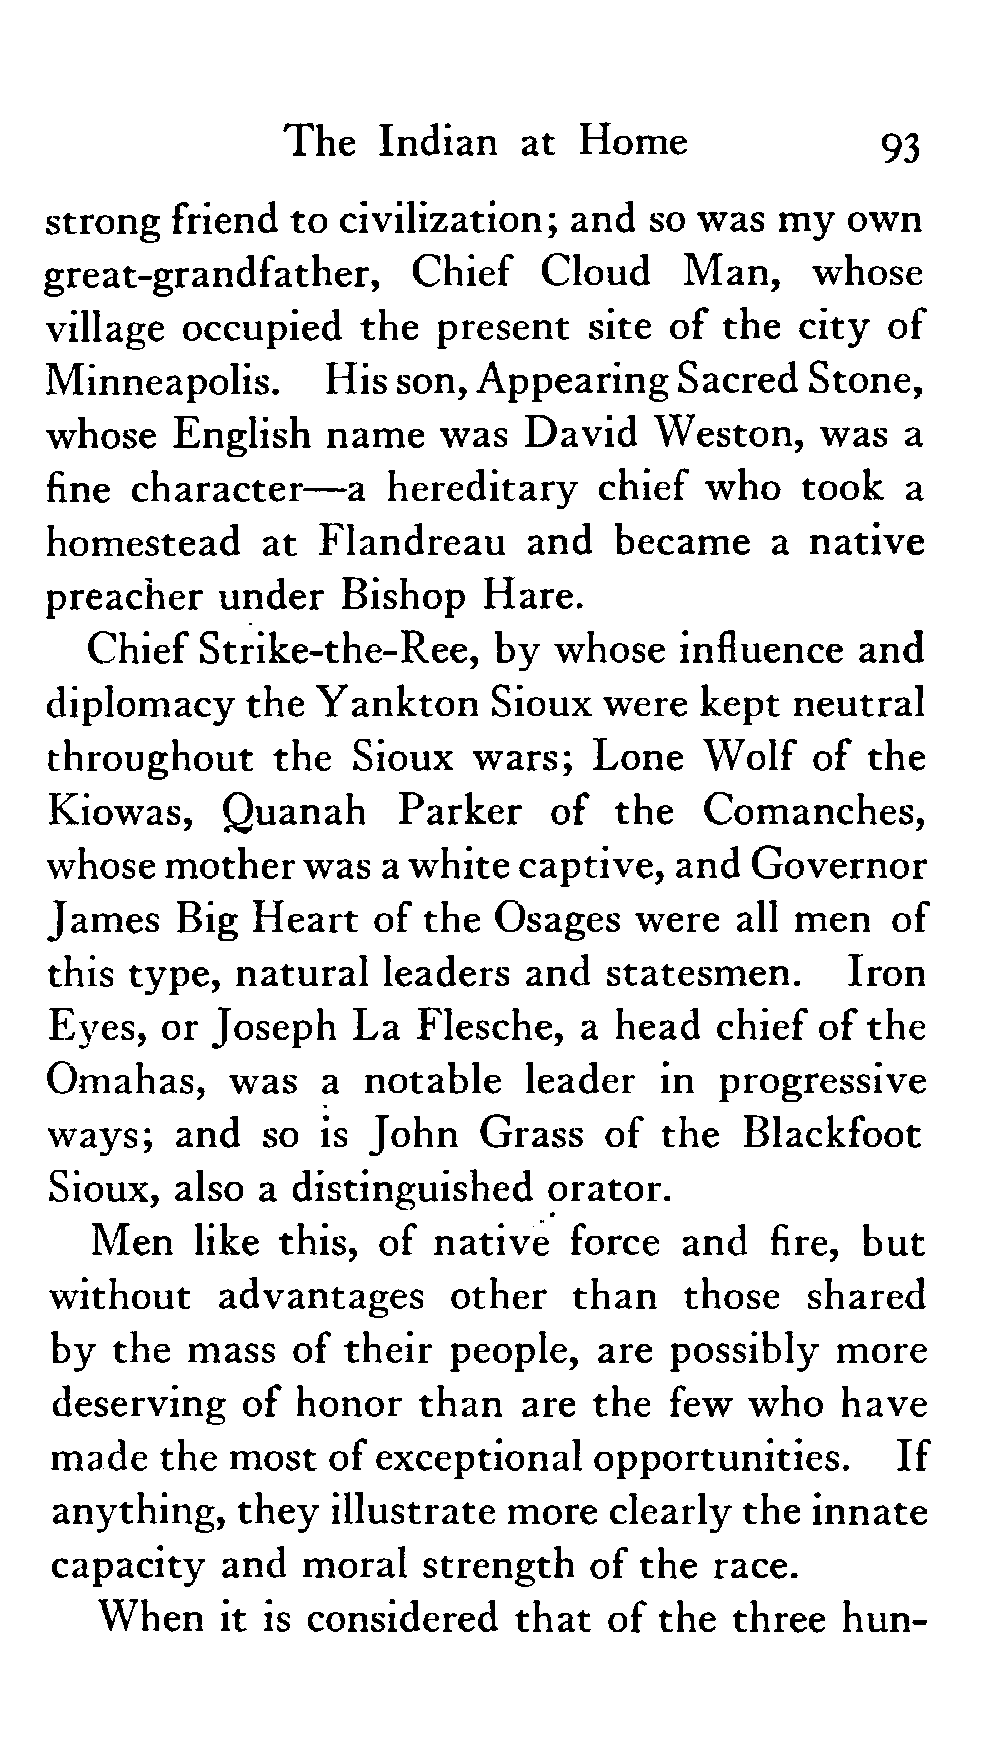 The Indian at Home 93
strong friend to civilization; and so was my own
great-grandfather, Chief Cloud Man, whose
village occupied the present site of the city of
Minneapolis. His son, Appearing Sacred Stone,
whose English name was David Weston, was a
fine character—a hereditary chief who took a
homestead at Flandreau and became a native
preacher under Bishop Hare.
Chief Strike-the-Ree, by whose influence and
diplomacy the Yankton Sioux were kept neutral
throughout the Sioux wars; Lone Wolf of the
Kiowas, Quanah Parker of the Comanches,
whose mother was a white captive, and Governor
James Big Heart of the Osages were all men of
this type, natural leaders and statesmen. Iron
Eyes, or Joseph La Flesche, a head chief of the
Omahas, was a notable leader in progressive
ways; and so is John Grass of the Blackfoot
Sioux, also a distinguished orator.
Men like this, of native force and fire, but
without advantages other than those shared
by the mass of their people, are possibly more
deserving of honor than are the few who have
made the most of exceptional opportunities. If
anything, they illustrate more clearly the innate
capacity and moral strength of the race.
When it is considered that of the three hun-